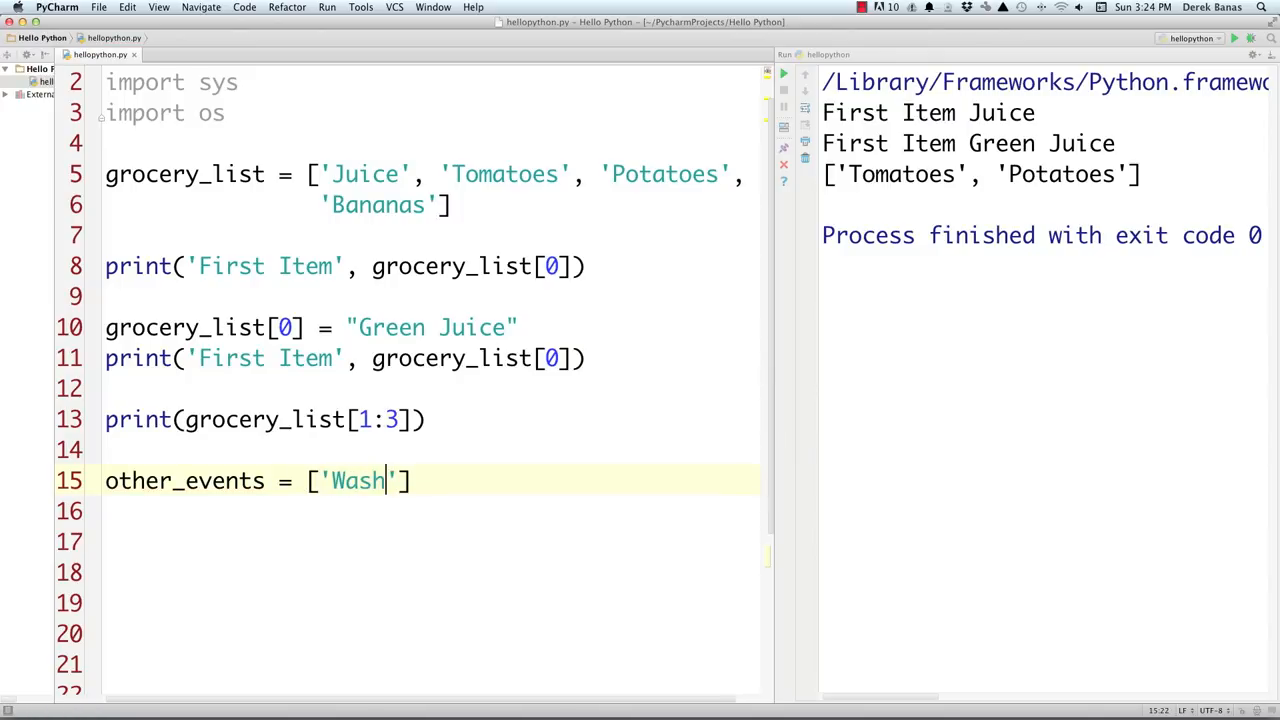 PyCharm File Edit View Navigate Code Refactor Run Tools VCS Window Help 10 Sun 3:24 PM Derek Banas
hellopython.py – Hello Python – [~/PycharmProjects/Hello Python]
Hello Python hellopython.py hellopython
hellopython.py × Run hellopython
Hello P
hell
Externa
2 import sys
3 import os
4
5 grocery_list = ['Juice', 'Tomatoes', 'Potatoes',
6 'Bananas']
7
8 print('First Item', grocery_list[0])
9
10 grocery_list[0] = "Green Juice"
11 print('First Item', grocery_list[0])
12
13 print(grocery_list[1:3])
14
15 other_events = ['Wash']
16
17
18
19
20
21
22
/Library/Frameworks/Python.framewo
First Item Juice
First Item Green Juice
['Tomatoes', 'Potatoes']
Process finished with exit code 0
15:22 LF UTF-8